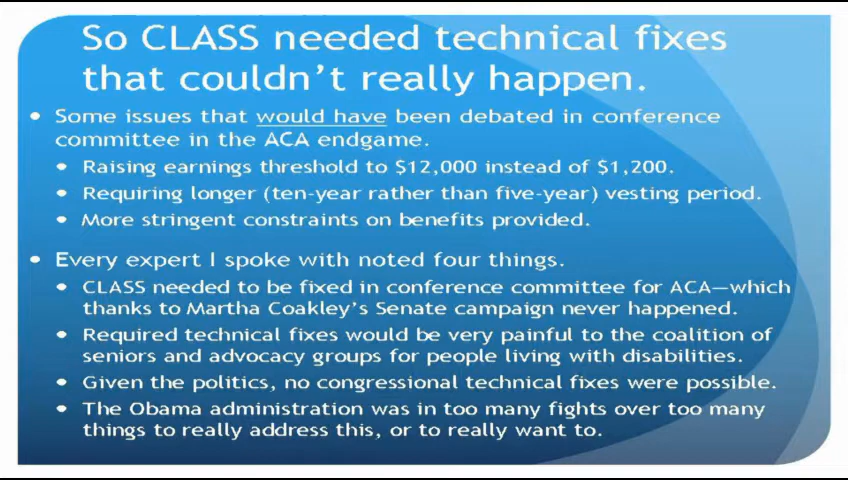 So CLASS needed technical fixes
that couldn't really happen.
• Some issues that would have been debated in conference
committee in the ACA endgame.
• Raising earnings threshold to $12,000 instead of $1,200.
• Requiring longer (ten-year rather than five-year) vesting period.
• More stringent constraints on benefits provided.
• Every expert I spoke with noted four things.
• CLASS needed to be fixed in conference committee for ACA—which
thanks to Martha Coakley's Senate campaign never happened.
• Required technical fixes would be very painful to the coalition of
seniors and advocacy groups for people living with disabilities.
• Given the politics, no congressional technical fixes were possible.
• The Obama administration was in too many fights over too many
things to really address this, or to really want to.